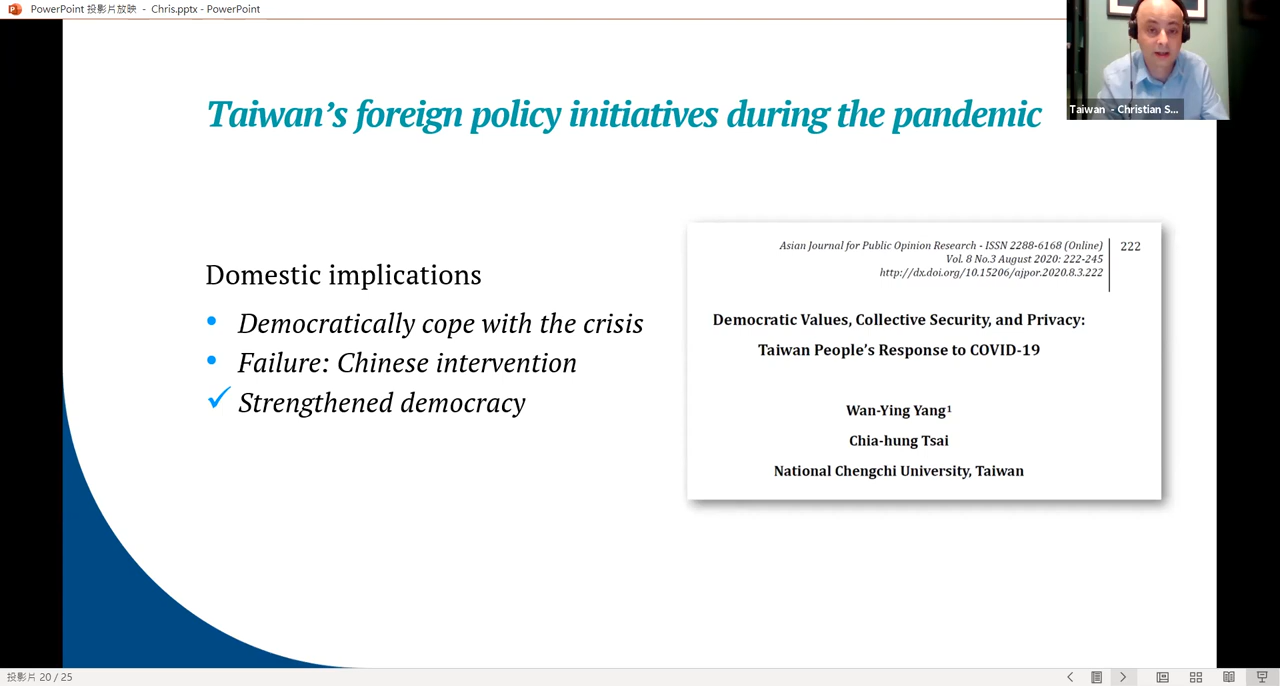 PowerPoint 投影片放映 - Chris.pptx - PowerPoint
Taiwan - Christian S...
Taiwan's foreign policy initiatives during the pandemic
Domestic implications
• Democratically cope with the crisis
• Failure: Chinese intervention
✓ Strengthened democracy
Asian Journal for Public Opinion Research - ISSN 2288-6168 (Online)
Vol. 8 No.3 August 2020: 222-245
http://dx.doi.org/10.15206/ajpor.2020.8.3.222
222
Democratic Values, Collective Security, and Privacy:
Taiwan People's Response to COVID-19
Wan-Ying Yang¹
Chia-hung Tsai
National Chengchi University, Taiwan
投影片 20 / 25